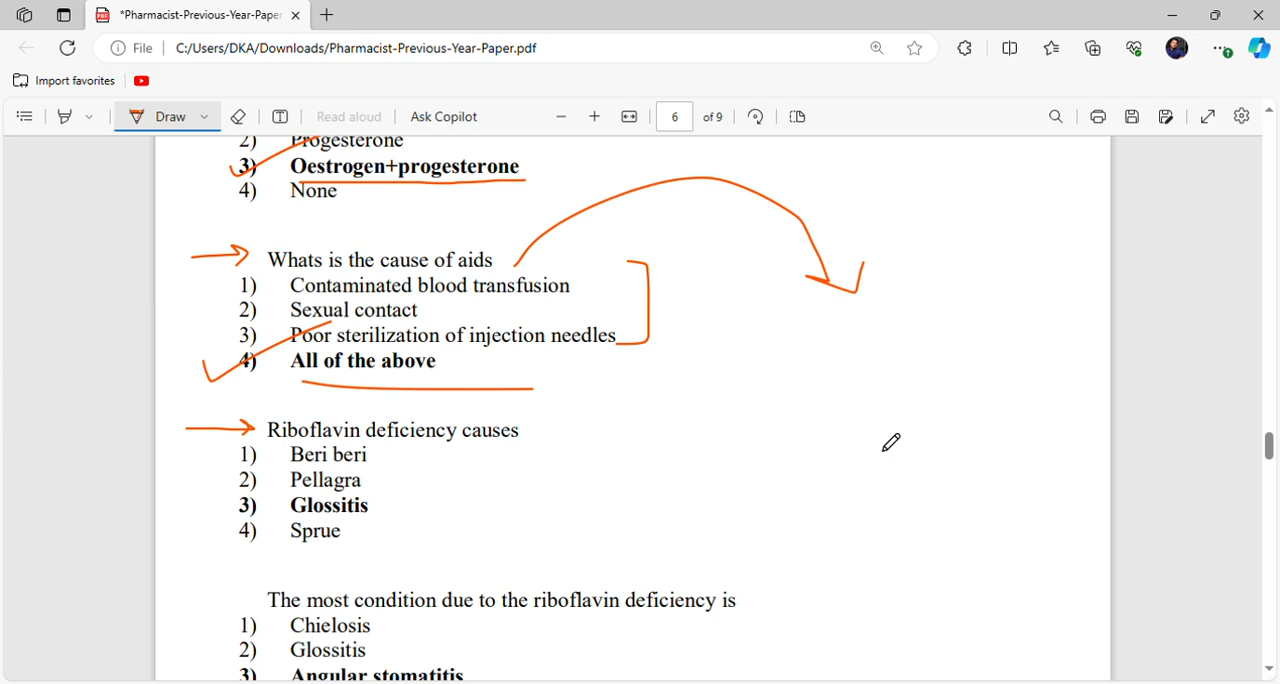 *Pharmacist-Previous-Year-Paper
File C:/Users/DKA/Downloads/Pharmacist-Previous-Year-Paper.pdf
Import favorites
Draw Read aloud Ask Copilot 6 of 9
2) Progesterone
3) Oestrogen+progesterone
4) None
Whats is the cause of aids
1) Contaminated blood transfusion
2) Sexual contact
3) Poor sterilization of injection needles
4) All of the above
Riboflavin deficiency causes
1) Beri beri
2) Pellagra
3) Glossitis
4) Sprue
The most condition due to the riboflavin deficiency is
1) Chielosis
2) Glossitis
3) Angular stomatitis